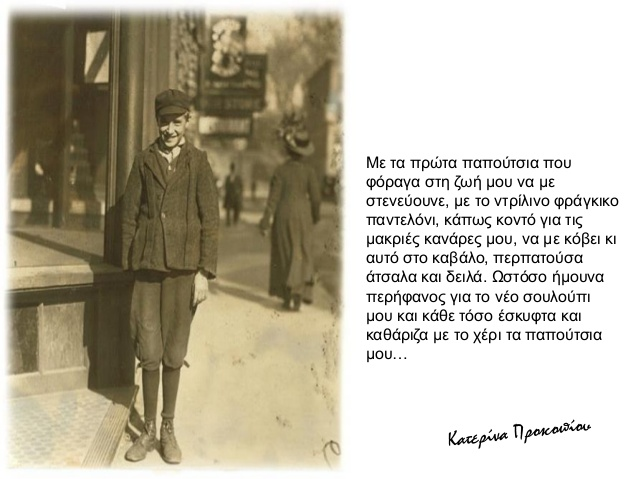 Με τα πρώτα παπούτσια που
φόραγα στη ζωή μου να με
στενεύουνε, με το ντρίλινο φράγκικο
παντελόνι, κάπως κοντό για τις
μακριές κανάρες μου, να με κόβει κι
αυτό στο καβάλο, περπατούσα
άτσαλα και δειλά. Ωστόσο ήμουνα
περήφανος για το νέο σουλούπι
μου και κάθε τόσο έσκυφτα και
καθάριζα με το χέρι τα παπούτσια
μου…
Κατερίνα Προκοπίου